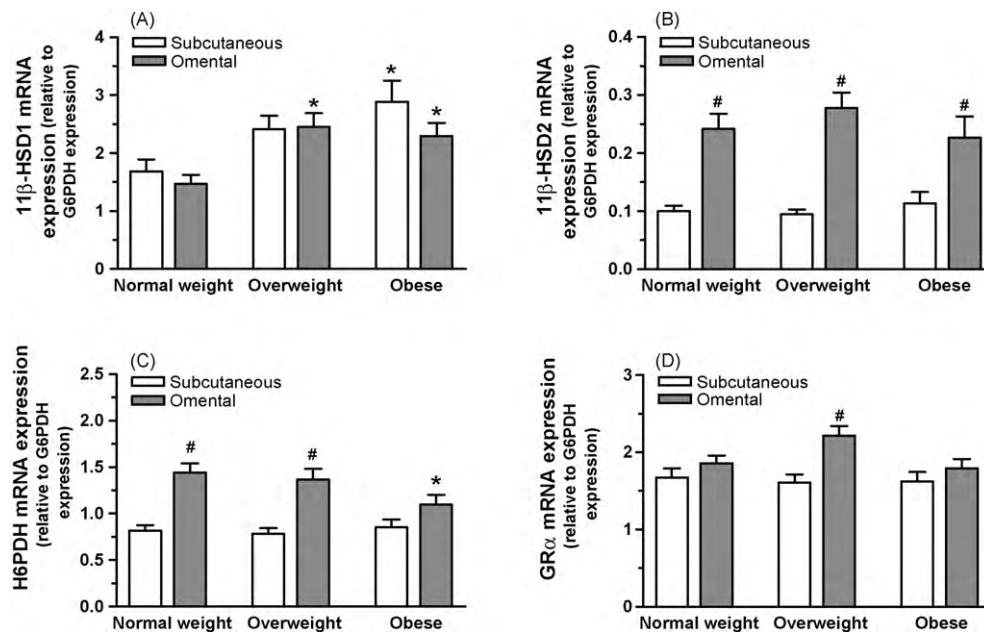 (A)
11β-HSD1 mRNA
expression (relative to
G6PDH expression)
4
3
2
1
0
Subcutaneous
Omental
*
*
*
Normal weight Overweight Obese
(B)
11β-HSD2 mRNA
expression (relative to
G6PDH expression)
0.4
0.3
0.2
0.1
0.0
Subcutaneous
Omental
#
#
#
Normal weight Overweight Obese
(C)
H6PDH mRNA expression
(relative to G6PDH
expression)
2.5
2.0
1.5
1.0
0.5
0.0
Subcutaneous
Omental
#
#
*
Normal weight Overweight Obese
(D)
GRα mRNA expression
(relative to G6PDH
expression)
3
2
1
0
Subcutaneous
Omental
#
Normal weight Overweight Obese